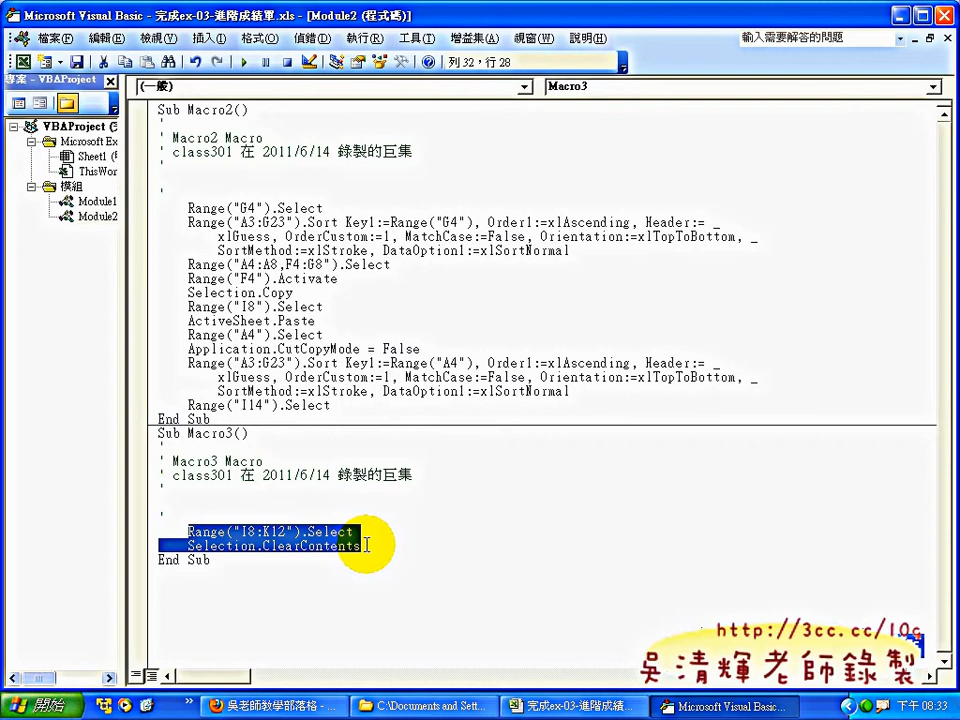 Microsoft Visual Basic - 完成ex-03-進階成績單.xls - [Module2 (程式碼)]
檔案(F) 編輯(E) 檢視(V) 插入(I) 格式(O) 偵錯(D) 執行(R) 工具(T) 增益集(A) 視窗(W) 說明(H) 輸入需要解答的問題
列 32，行 28
專案 - VBAProject
(一般) Macro3
VBAProject (
Microsoft Ex
Sheet1 (
ThisWor
模組
Module1
Module2
Sub Macro2()
'
' Macro2 Macro
' class301 在 2011/6/14 錄製的巨集
'
'
Range("G4").Select
Range("A3:G23").Sort Key1:=Range("G4"), Order1:=xlAscending, Header:= _
xlGuess, OrderCustom:=1, MatchCase:=False, Orientation:=xlTopToBottom, _
SortMethod:=xlStroke, DataOption1:=xlSortNormal
Range("A4:A8,F4:G8").Select
Range("F4").Activate
Selection.Copy
Range("I8").Select
ActiveSheet.Paste
Range("A4").Select
Application.CutCopyMode = False
Range("A3:G23").Sort Key1:=Range("A4"), Order1:=xlAscending, Header:= _
xlGuess, OrderCustom:=1, MatchCase:=False, Orientation:=xlTopToBottom, _
SortMethod:=xlStroke, DataOption1:=xlSortNormal
Range("I14").Select
End Sub
Sub Macro3()
'
' Macro3 Macro
' class301 在 2011/6/14 錄製的巨集
'
'
Range("I8:K12").Select
Selection.ClearContents
End Sub
http://3cc.cc/10c
吳清輝老師錄製
開始 吳老師教學部落格 - ... C:\Documents and Sett... 完成ex-03-進階成績... Microsoft Visual Basic... 下午 08:33